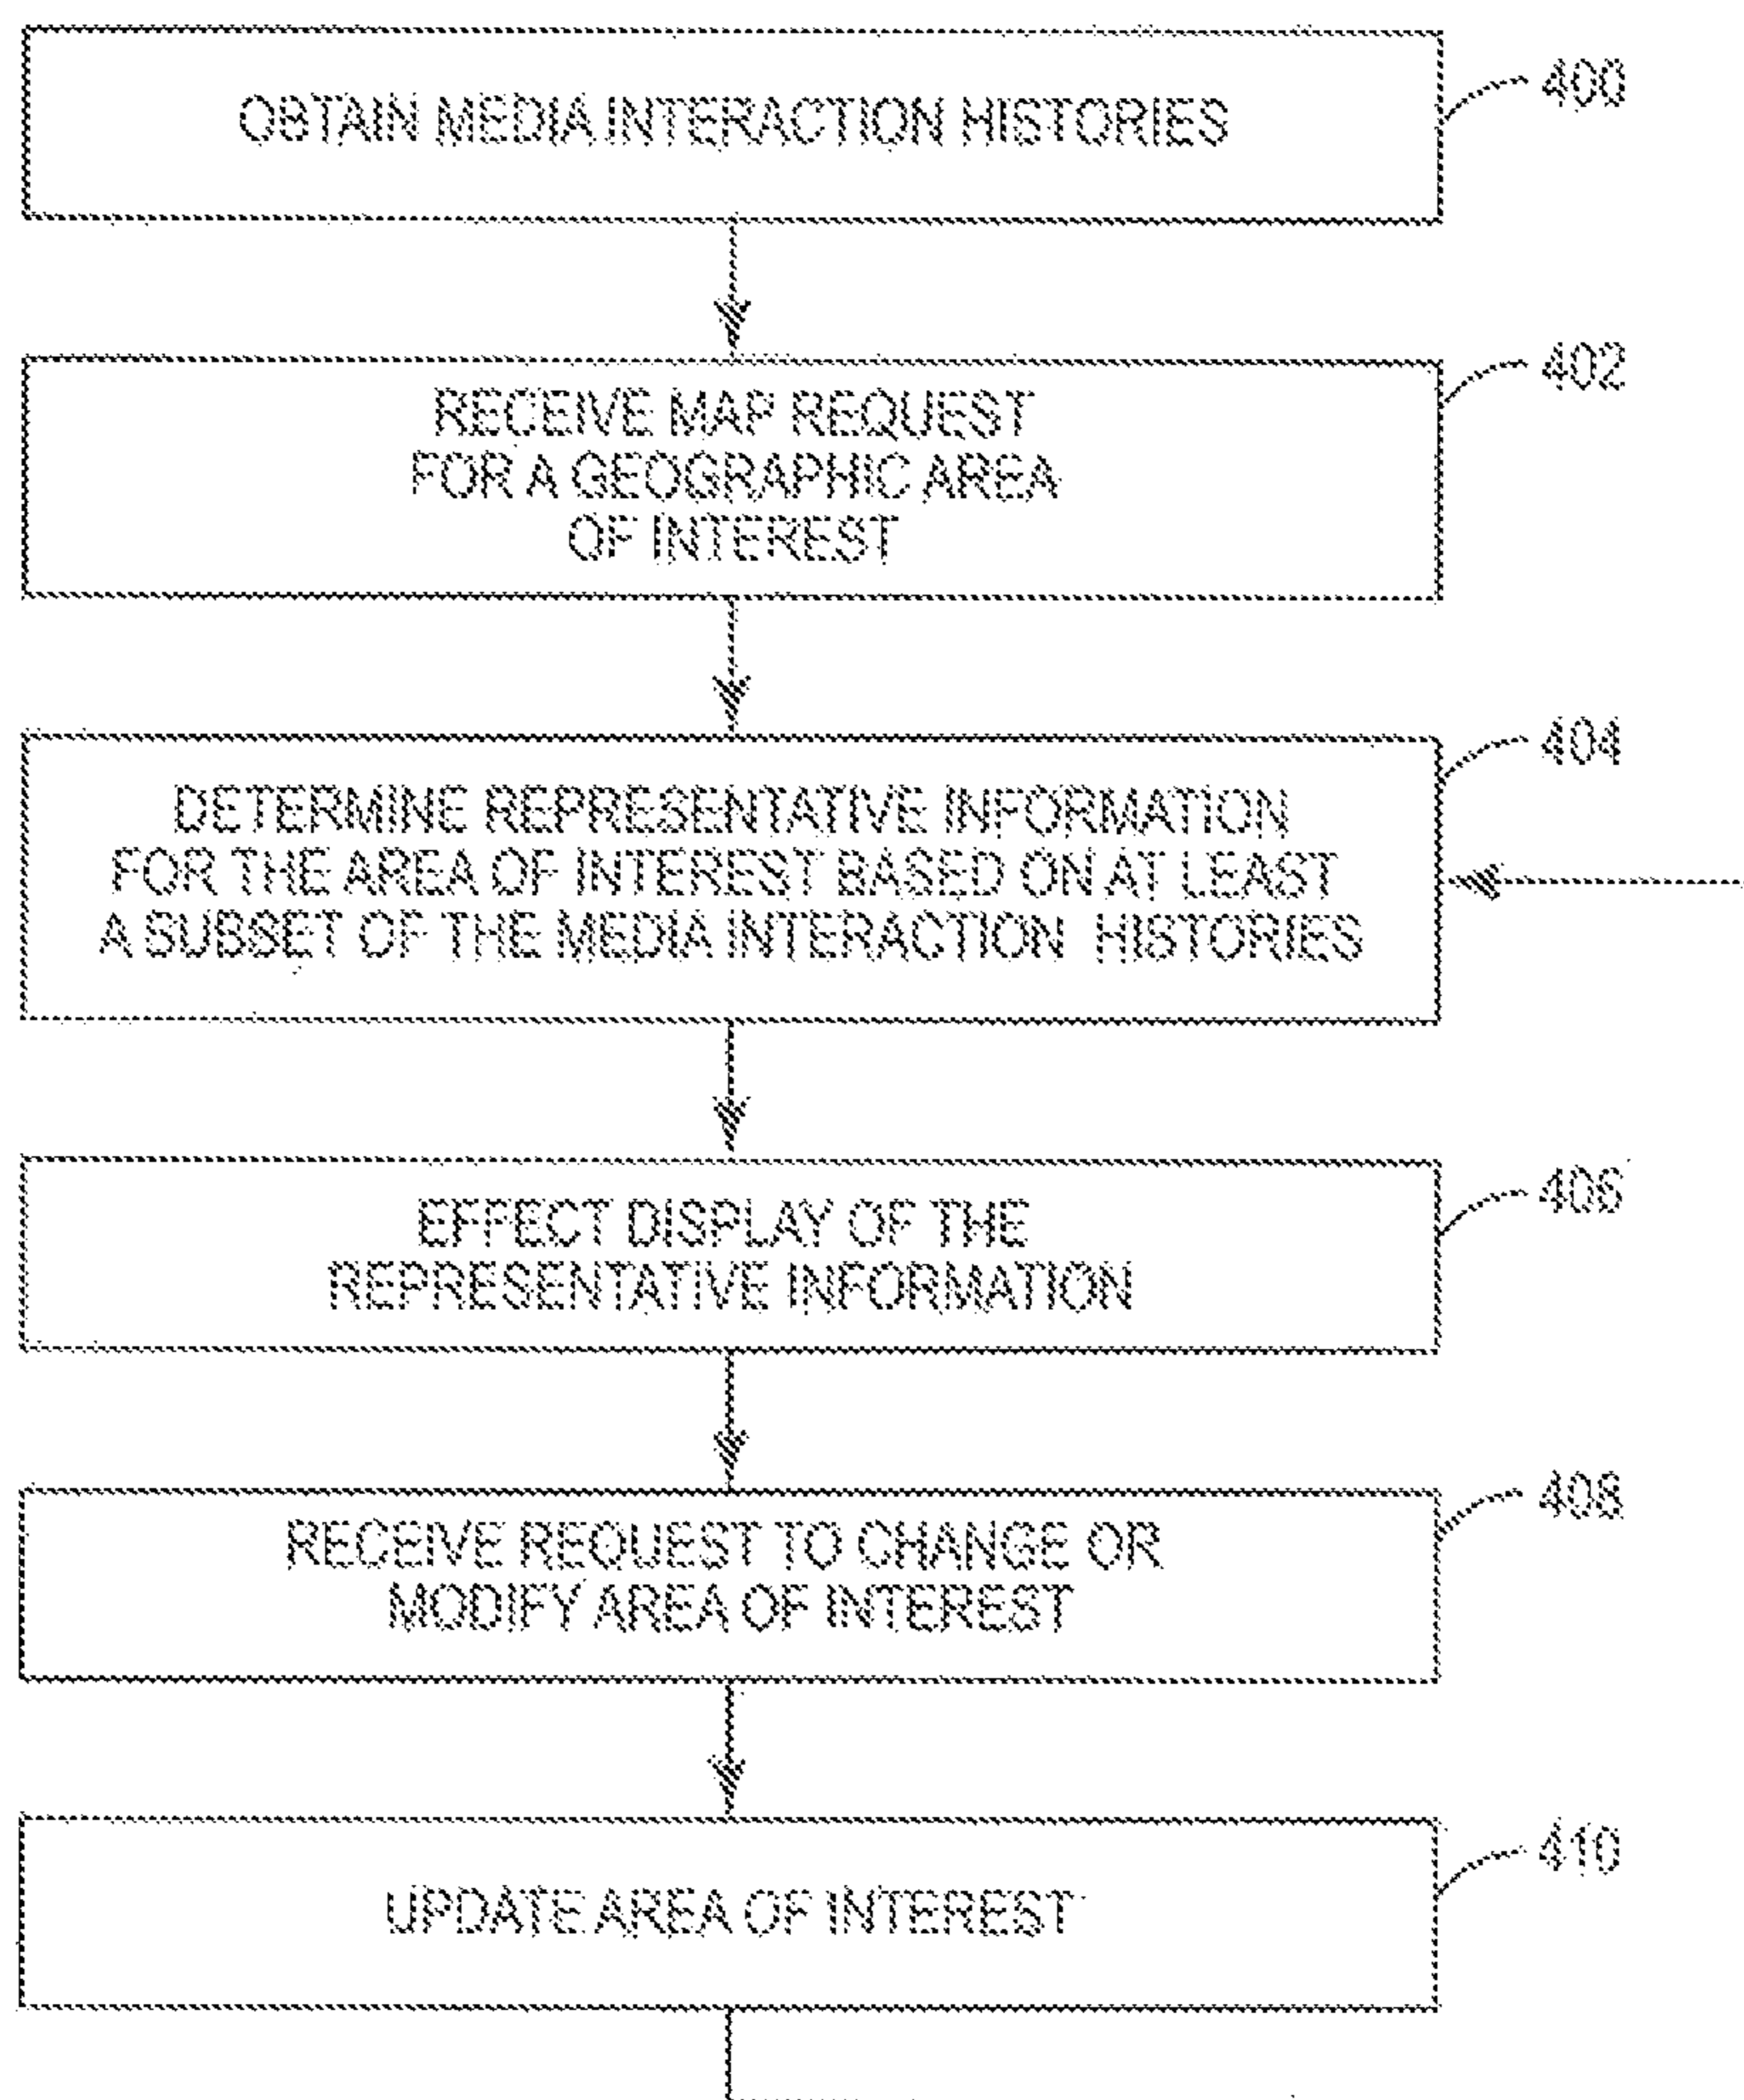 OBTAIN MEDIA INTERACTION HISTORIES
400
RECEIVE MAP REQUEST
FOR A GEOGRAPHIC AREA
OF INTEREST
402
DETERMINE REPRESENTATIVE INFORMATION
FOR THE AREA OF INTEREST BASED ON AT LEAST
A SUBSET OF THE MEDIA INTERACTION HISTORIES
404
EFFECT DISPLAY OF THE
REPRESENTATIVE INFORMATION
406
RECEIVE REQUEST TO CHANGE OR
MODIFY AREA OF INTEREST
408
UPDATE AREA OF INTEREST
410